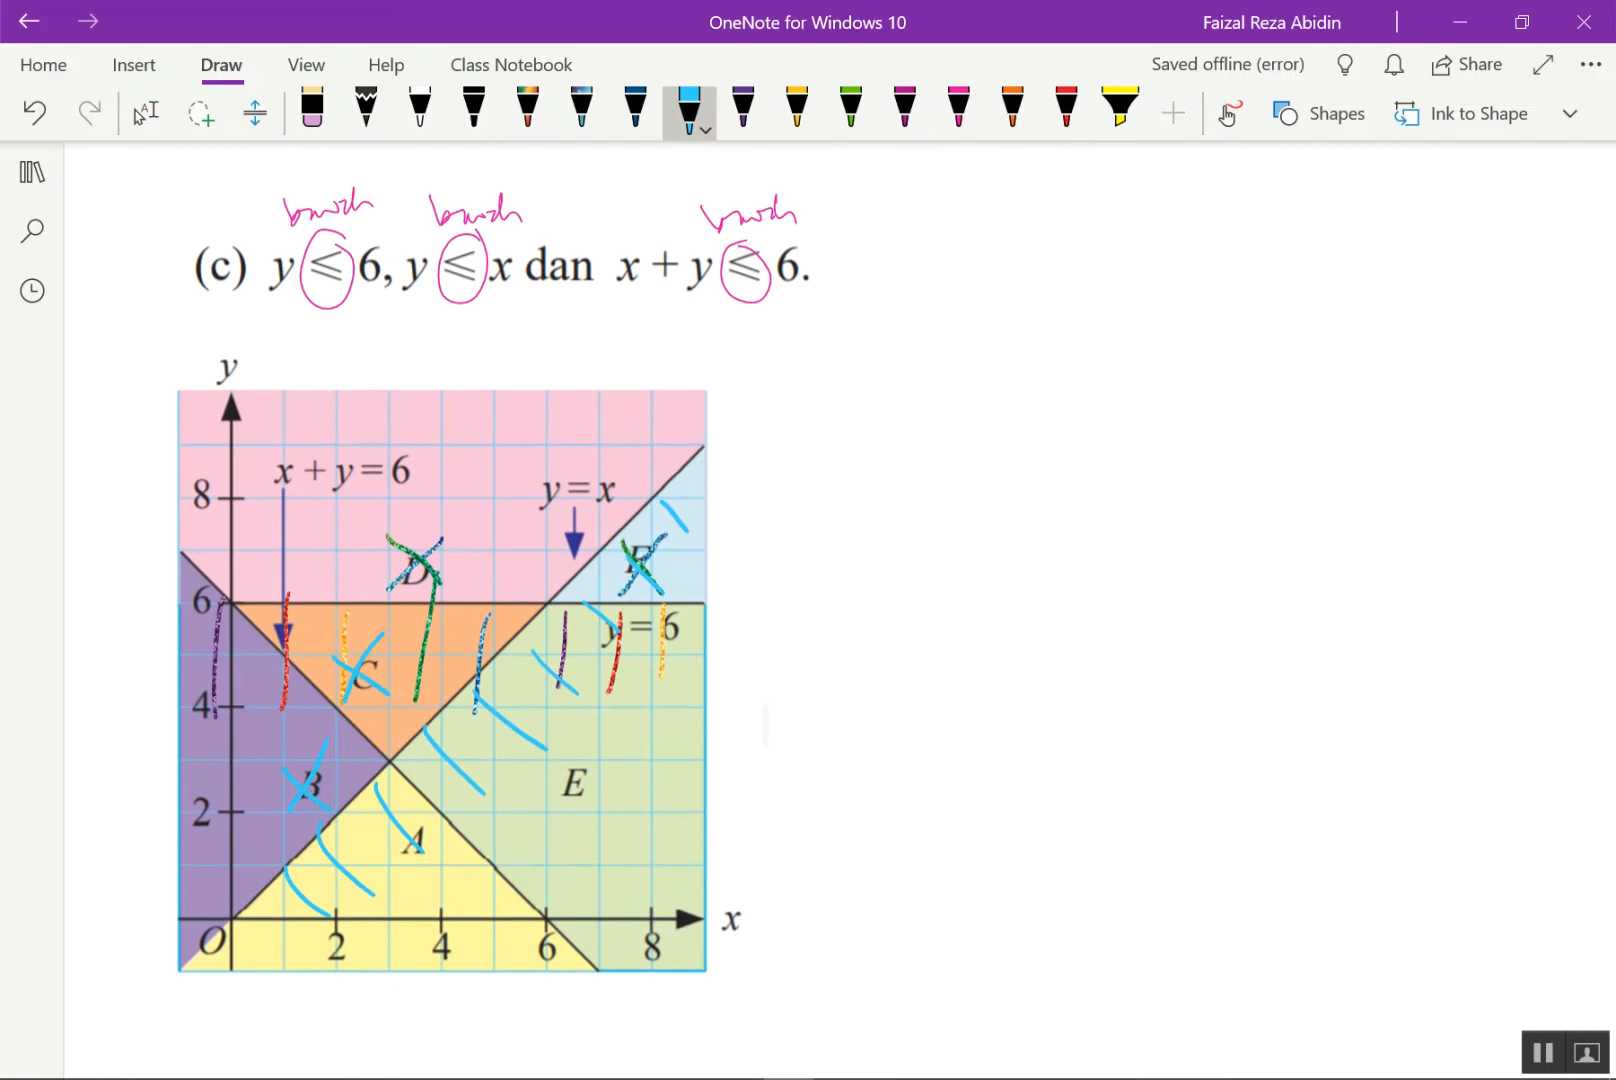 OneNote for Windows 10
Faizal Reza Abidin
Home Insert Draw View Help Class Notebook
Saved offline (error) Share
Shapes Ink to Shape
(c) y ⩽ 6, y ⩽ x dan x + y ⩽ 6.
y
x + y = 6
y = x
8
D
6
y = 6
C
4
E
B
2
A
x
O 2 4 6 8